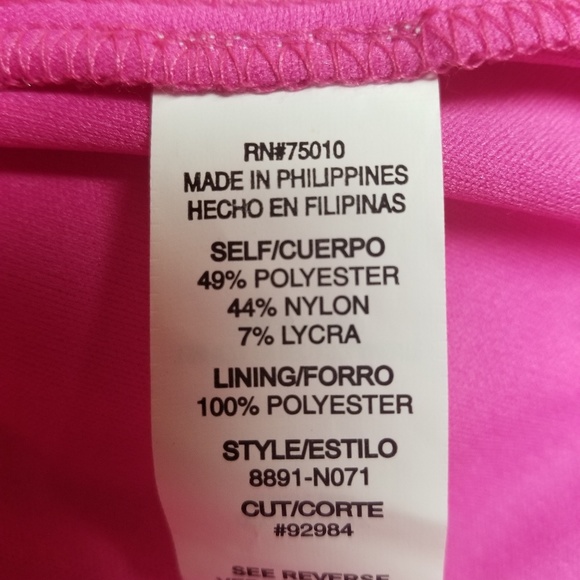 RN#75010
MADE IN PHILIPPINES
HECHO EN FILIPINAS
SELF/CUERPO
49% POLYESTER
44% NYLON
7% LYCRA
LINING/FORRO
100% POLYESTER
STYLE/ESTILO
8891-N071
CUT/CORTE
#92984
SEE REVERSE